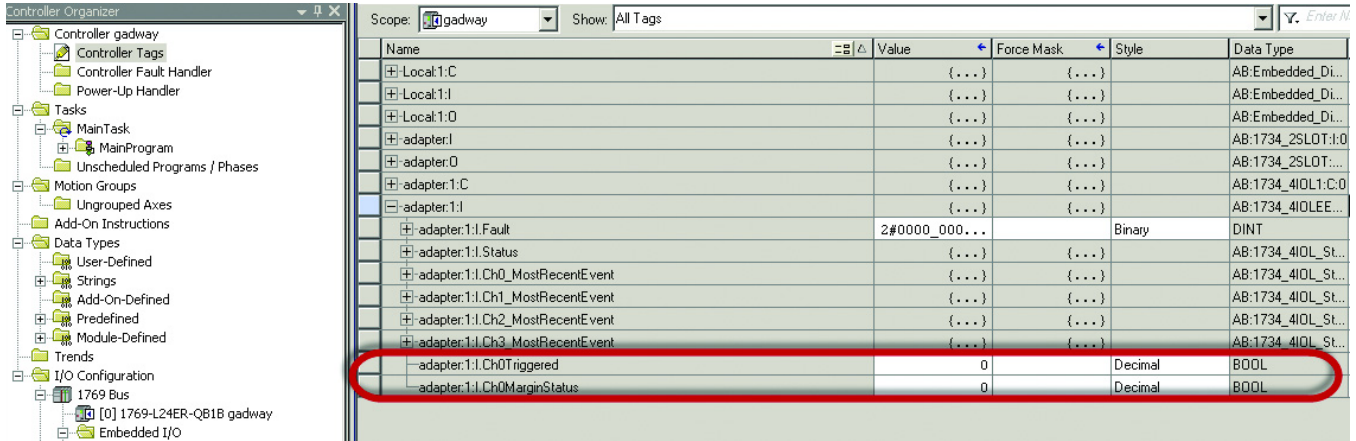 Controller Organizer
Controller gadway
Controller Tags
Controller Fault Handler
Power-Up Handler
Tasks
MainTask
MainProgram
Unscheduled Programs / Phases
Motion Groups
Ungrouped Axes
Add-On Instructions
Data Types
User-Defined
Strings
Add-On-Defined
Predefined
Module-Defined
Trends
I/O Configuration
1769 Bus
[0] 1769-L24ER-QB1B gadway
Embedded I/O
Scope: gadway Show: All Tags Enter
Name Value Force Mask Style Data Type
Local:1:C {...} {...} AB:Embedded_Di...
Local:1:I {...} {...} AB:Embedded_Di...
Local:1:O {...} {...} AB:Embedded_Di...
adapter:I {...} {...} AB:1734_2SLOT:I:0
adapter:O {...} {...} AB:1734_2SLOT:...
adapter:1:C {...} {...} AB:1734_4IOL1:C:0
adapter:1:I {...} {...} AB:1734_4IOLEE...
adapter:1:I.Fault 2#0000_000... Binary DINT
adapter:1:I.Status {...} {...} AB:1734_4IOL_St...
adapter:1:I.Ch0_MostRecentEvent {...} {...} AB:1734_4IOL_St...
adapter:1:I.Ch1_MostRecentEvent {...} {...} AB:1734_4IOL_St...
adapter:1:I.Ch2_MostRecentEvent {...} {...} AB:1734_4IOL_St...
adapter:1:I.Ch3_MostRecentEvent {...} {...} AB:1734_4IOL_St...
adapter:1:I.Ch0Triggered 0 Decimal BOOL
adapter:1:I.Ch0MarginStatus 0 Decimal BOOL